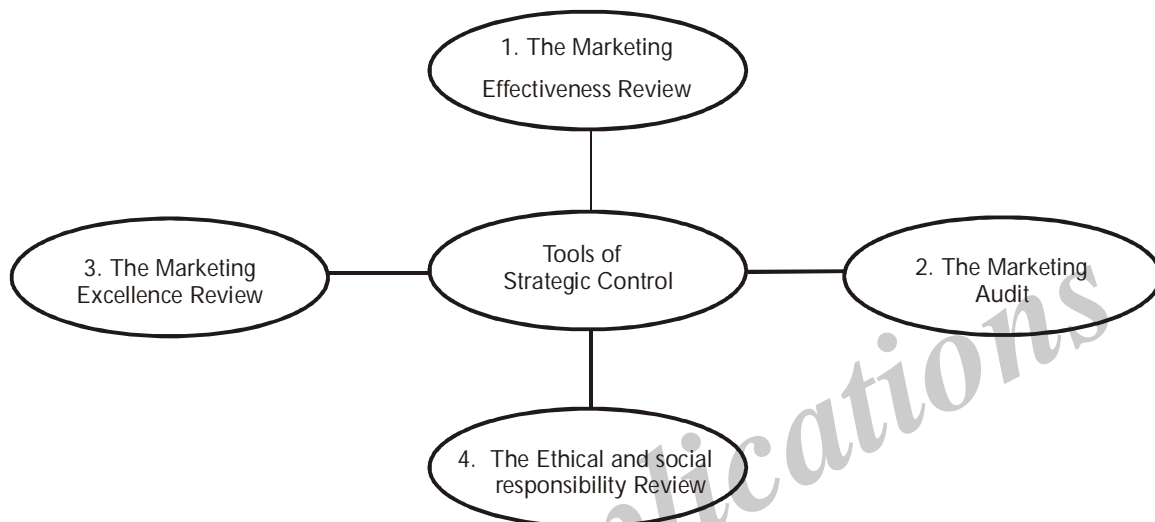 1. The Marketing
Effectiveness Review
Tools of
Strategic Control
2. The Marketing
Audit
3. The Marketing
Excellence Review
4. The Ethical and social
responsibility Review